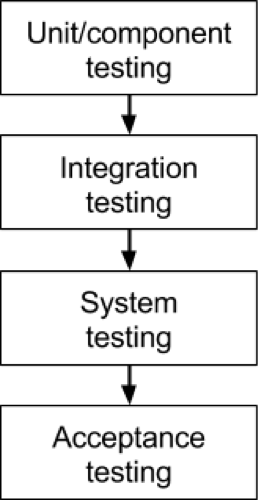 Unit/component
testing
Integration
testing
System
testing
Acceptance
testing